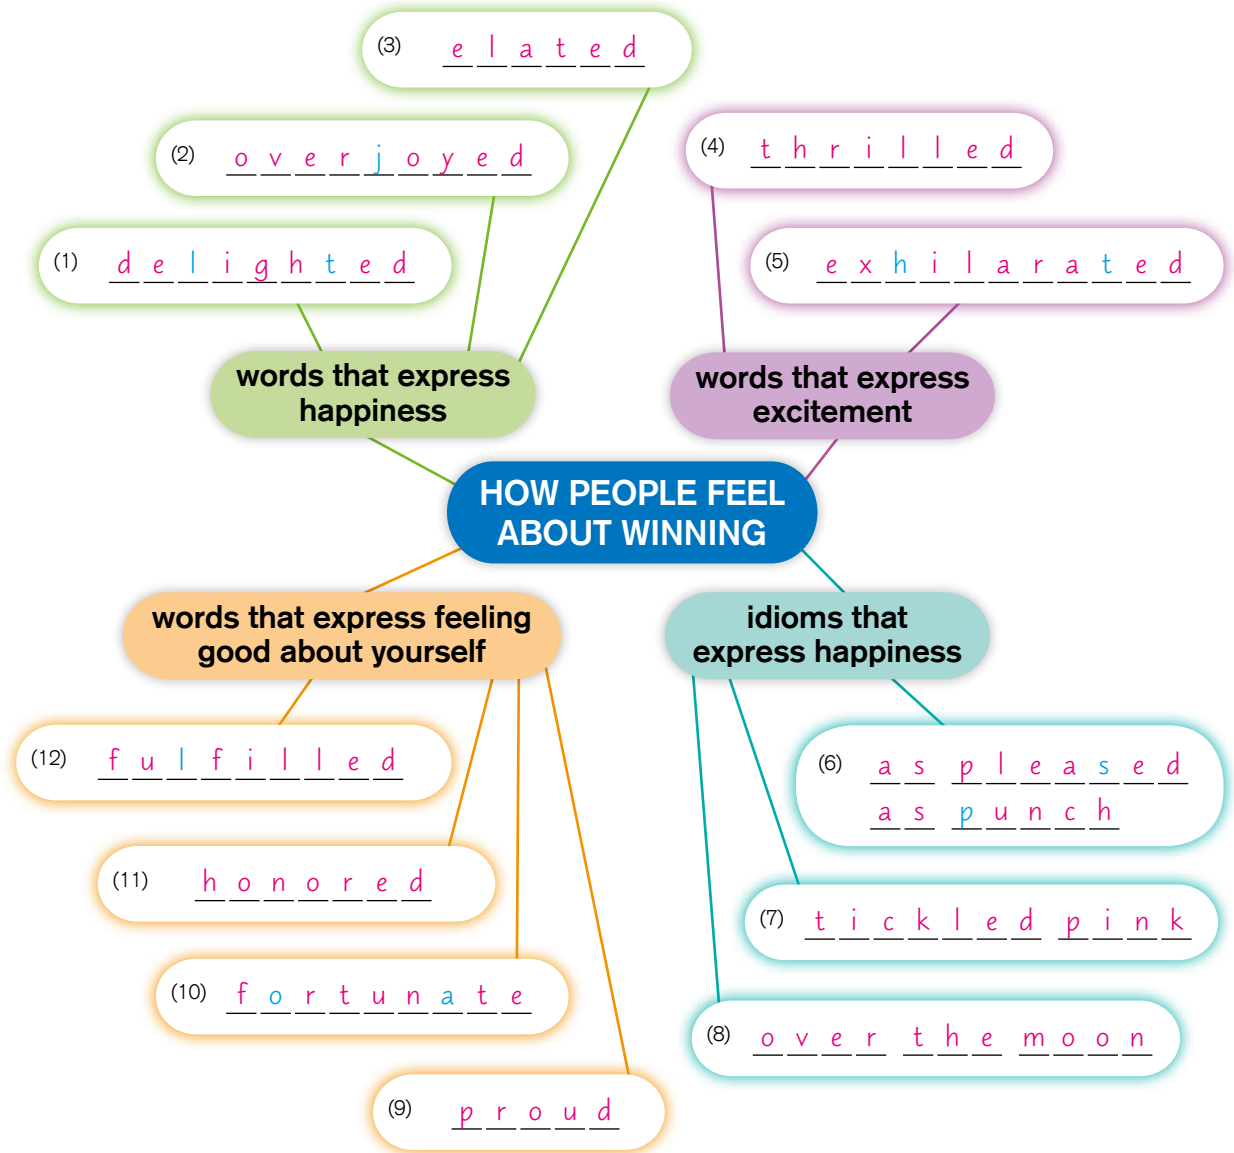 (3) elated
(2) overjoyed
(4) thrilled
(1) delighted
(5) exhilarated
words that express
happiness
words that express
excitement
HOW PEOPLE FEEL
ABOUT WINNING
words that express feeling
good about yourself
idioms that
express happiness
(12) fulfilled
(6) as pleased
as punch
(11) honored
(7) tickled pink
(10) fortunate
(8) over the moon
(9) proud